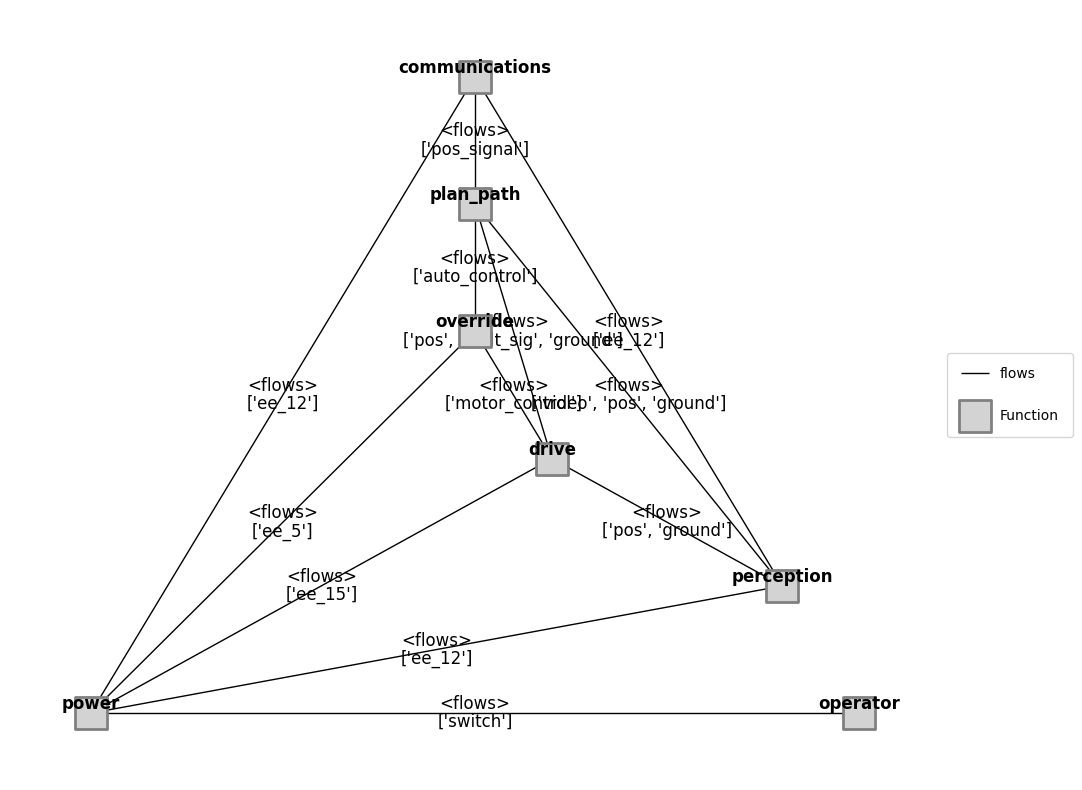 communications
<flows>
['pos_signal']
plan_path
<flows>
['auto_control']
override
flows>
<flows>
['pos', t_sig', 'ground']
['ee_12']
<flows>
<flows>
<flows>
['ee_12']
['motor_control']
['video', 'pos', 'ground']
drive
<flows>
<flows>
['ee_5']
['pos', 'ground']
<flows>
['ee_15']
perception
<flows>
['ee_12']
power
<flows>
['switch']
operator
flows
Function